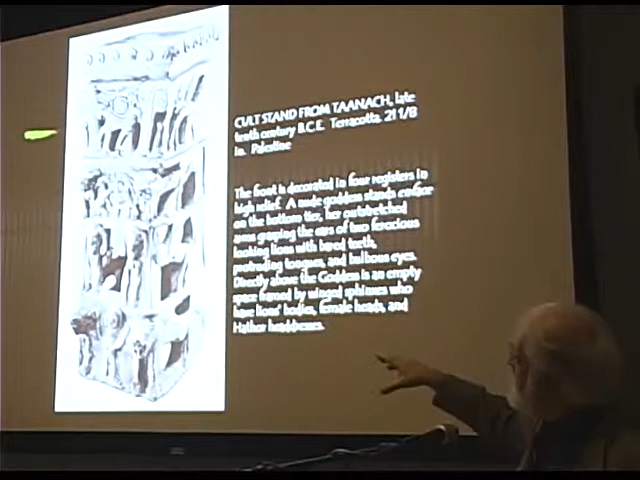 CULT STAND FROM TAANACH, late
tenth century B.C.E. Terracotta. 21 1/8
in. Palestine
The front is decorated in four registers in
high relief. A nude goddess stands enface
on the bottom tier, her outstretched
arms grasping the ears of two ferocious
looking lions with bared teeth,
protruding tongues, and bulbous eyes.
Directly above the Goddess is an empty
space framed by winged sphinxes who
have lions' bodies, female heads, and
Hathor headdresses.